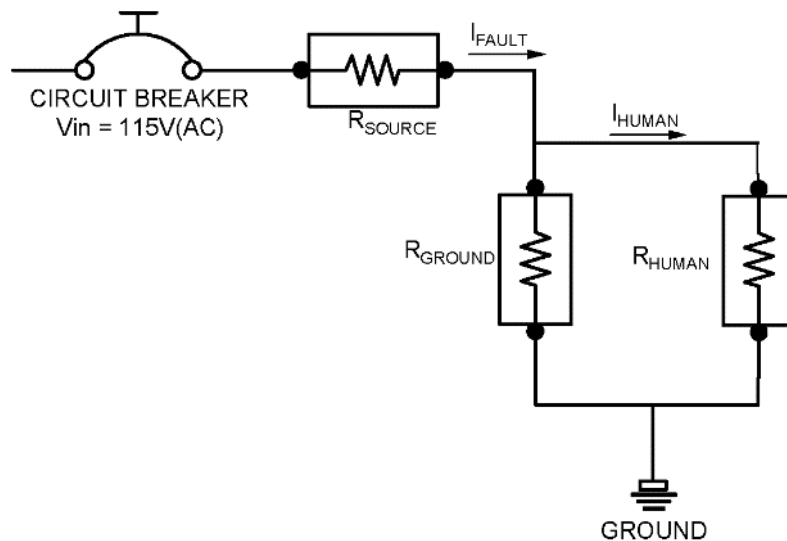 I_FAULT
CIRCUIT BREAKER
Vin = 115V(AC)
R_SOURCE
I_HUMAN
R_GROUND
R_HUMAN
GROUND